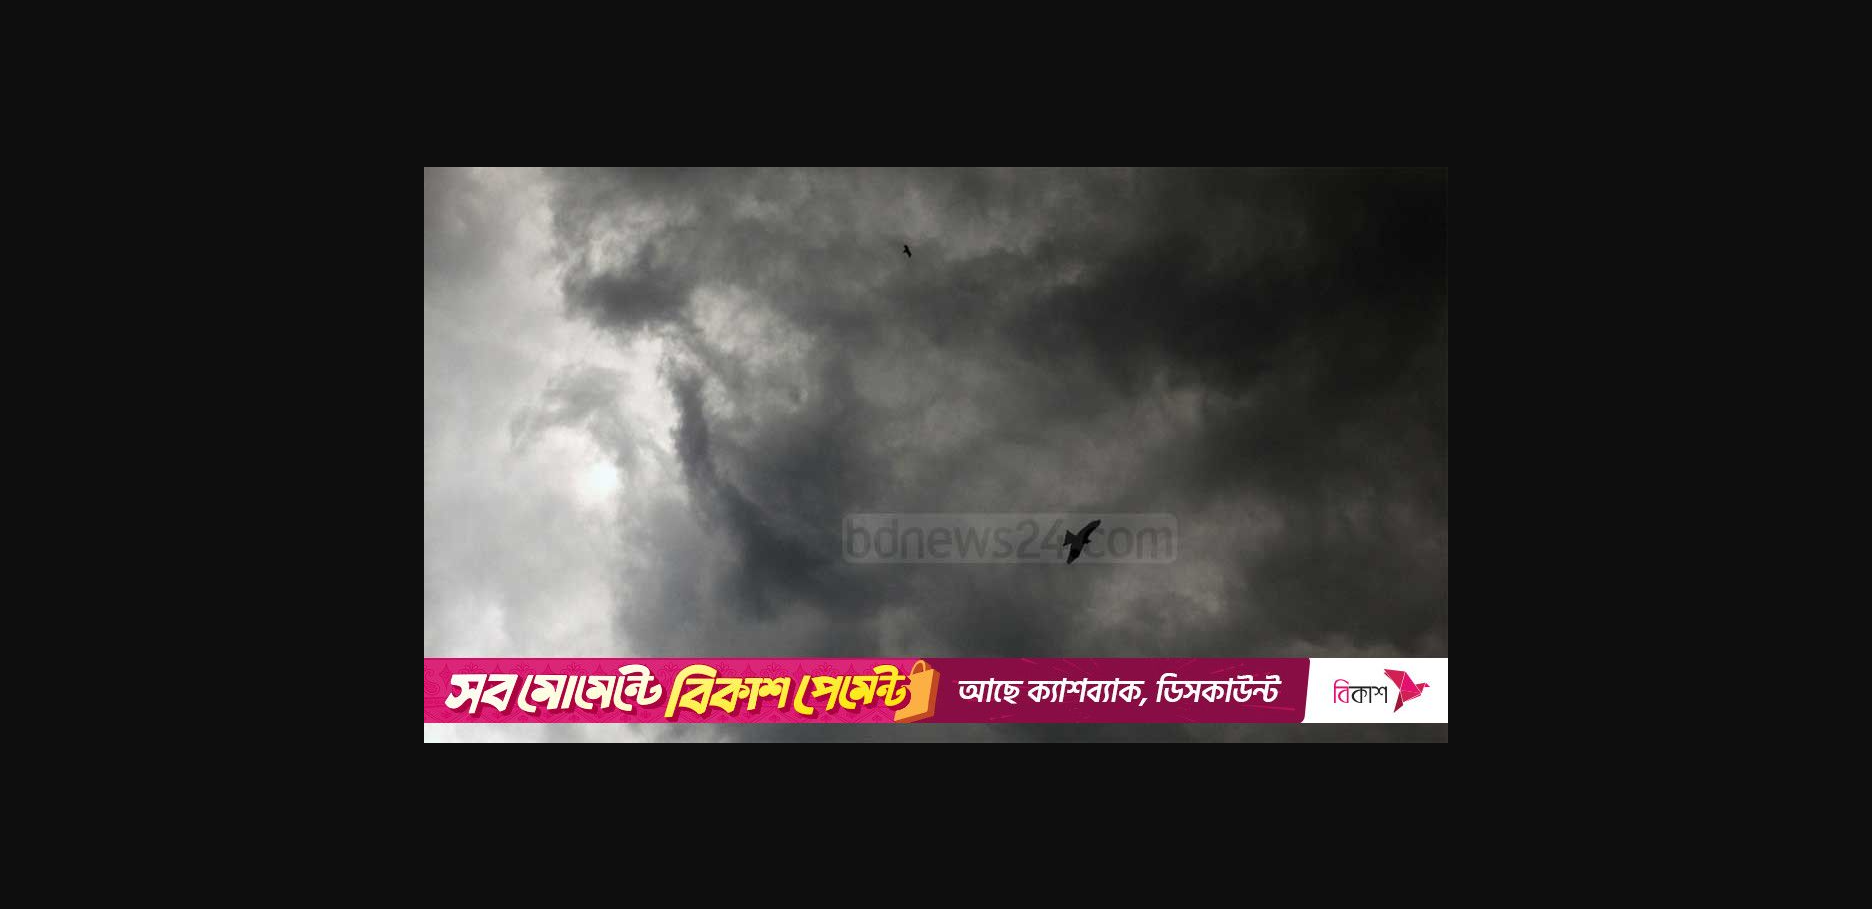 bdnews24.com
সব মোমেন্টে বিকাশ পেমেন্ট আছে ক্যাশব্যাক, ডিসকাউন্ট বিকাশ